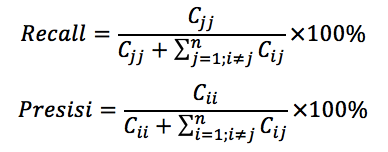 Recall = C_jj / (C_jj + ∑_{j=1;i≠j}^n C_ij) ×100%
Presisi = C_ii / (C_ii + ∑_{i=1;i≠j}^n C_ij) ×100%